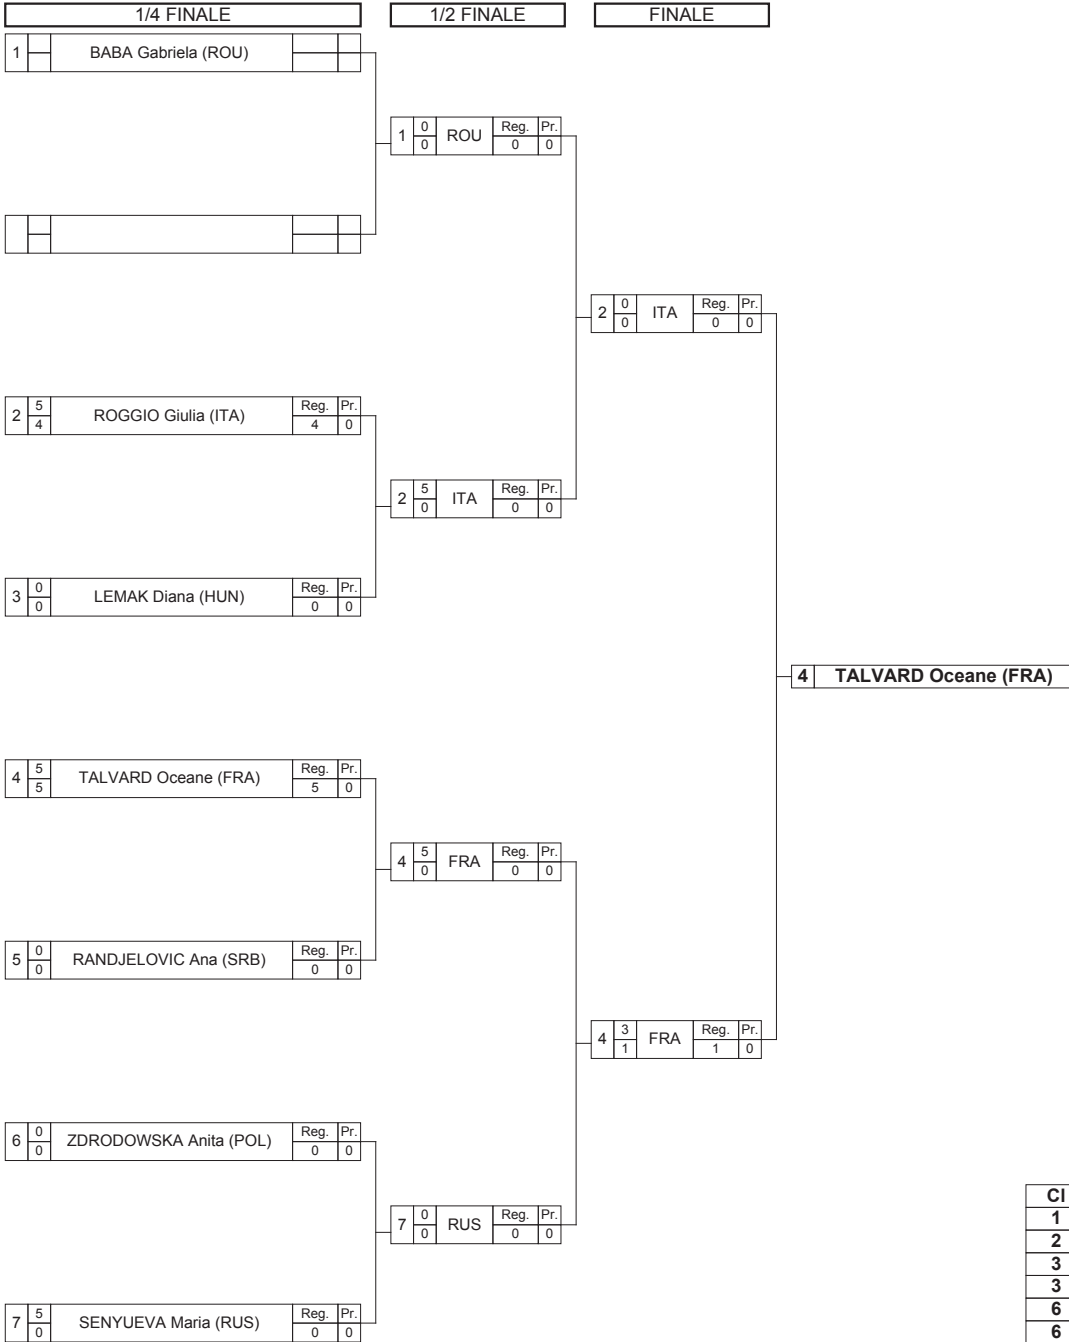 1/4 FINALE 1/2 FINALE FINALE
1 BABA Gabriela (ROU)
1 0 ROU Reg. Pr.
0 0 0
2 0 ITA Reg. Pr.
0 0 0
2 5 ROGGIO Giulia (ITA) Reg. Pr.
4 4 0
2 5 ITA Reg. Pr.
0 0 0
3 0 LEMAK Diana (HUN) Reg. Pr.
0 0 0
4 TALVARD Oceane (FRA)
4 5 TALVARD Oceane (FRA) Reg. Pr.
5 5 0
4 5 FRA Reg. Pr.
0 0 0
5 0 RANDJELOVIC Ana (SRB) Reg. Pr.
0 0 0
4 3 FRA Reg. Pr.
1 1 0
6 0 ZDRODOWSKA Anita (POL) Reg. Pr.
0 0 0
7 0 RUS Reg. Pr.
0 0 0
7 5 SENYUEVA Maria (RUS) Reg. Pr.
0 0 0
Cl
1
2
3
3
6
6